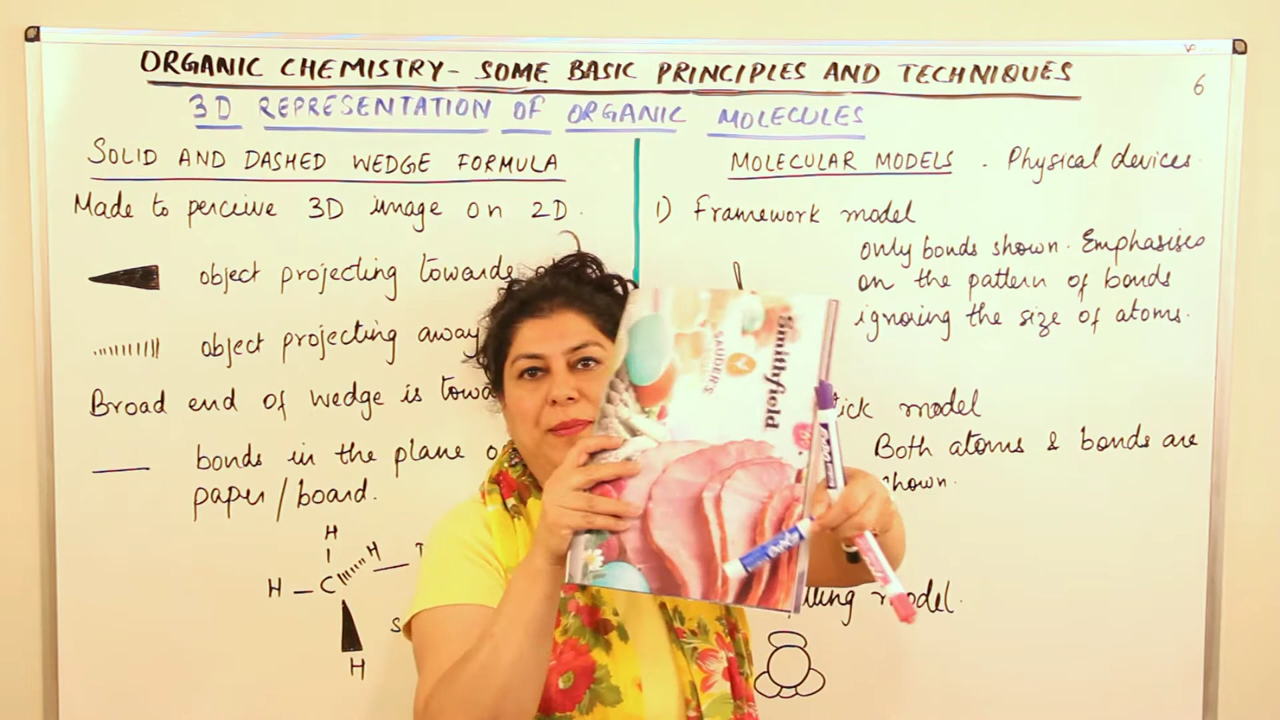 ORGANIC CHEMISTRY- SOME BASIC PRINCIPLES AND TECHNIQUES
6
3D REPRESENTATION OF ORGANIC MOLECULES
SOLID AND DASHED WEDGE FORMULA
Made to perceive 3D image on 2D.
object projecting towards
object projecting away
Broad end of wedge is
bonds in the plane
paper/board.
H
H
H - C
H
MOLECULAR MODELS - Physical devices
1) Framework model
only bonds shown. Emphasises
on the pattern of bonds
ignoring the size of atoms.
model
Both atoms & bonds are
shown.
model.
Smithfield
SAUDER'S
EXPO
EXPO